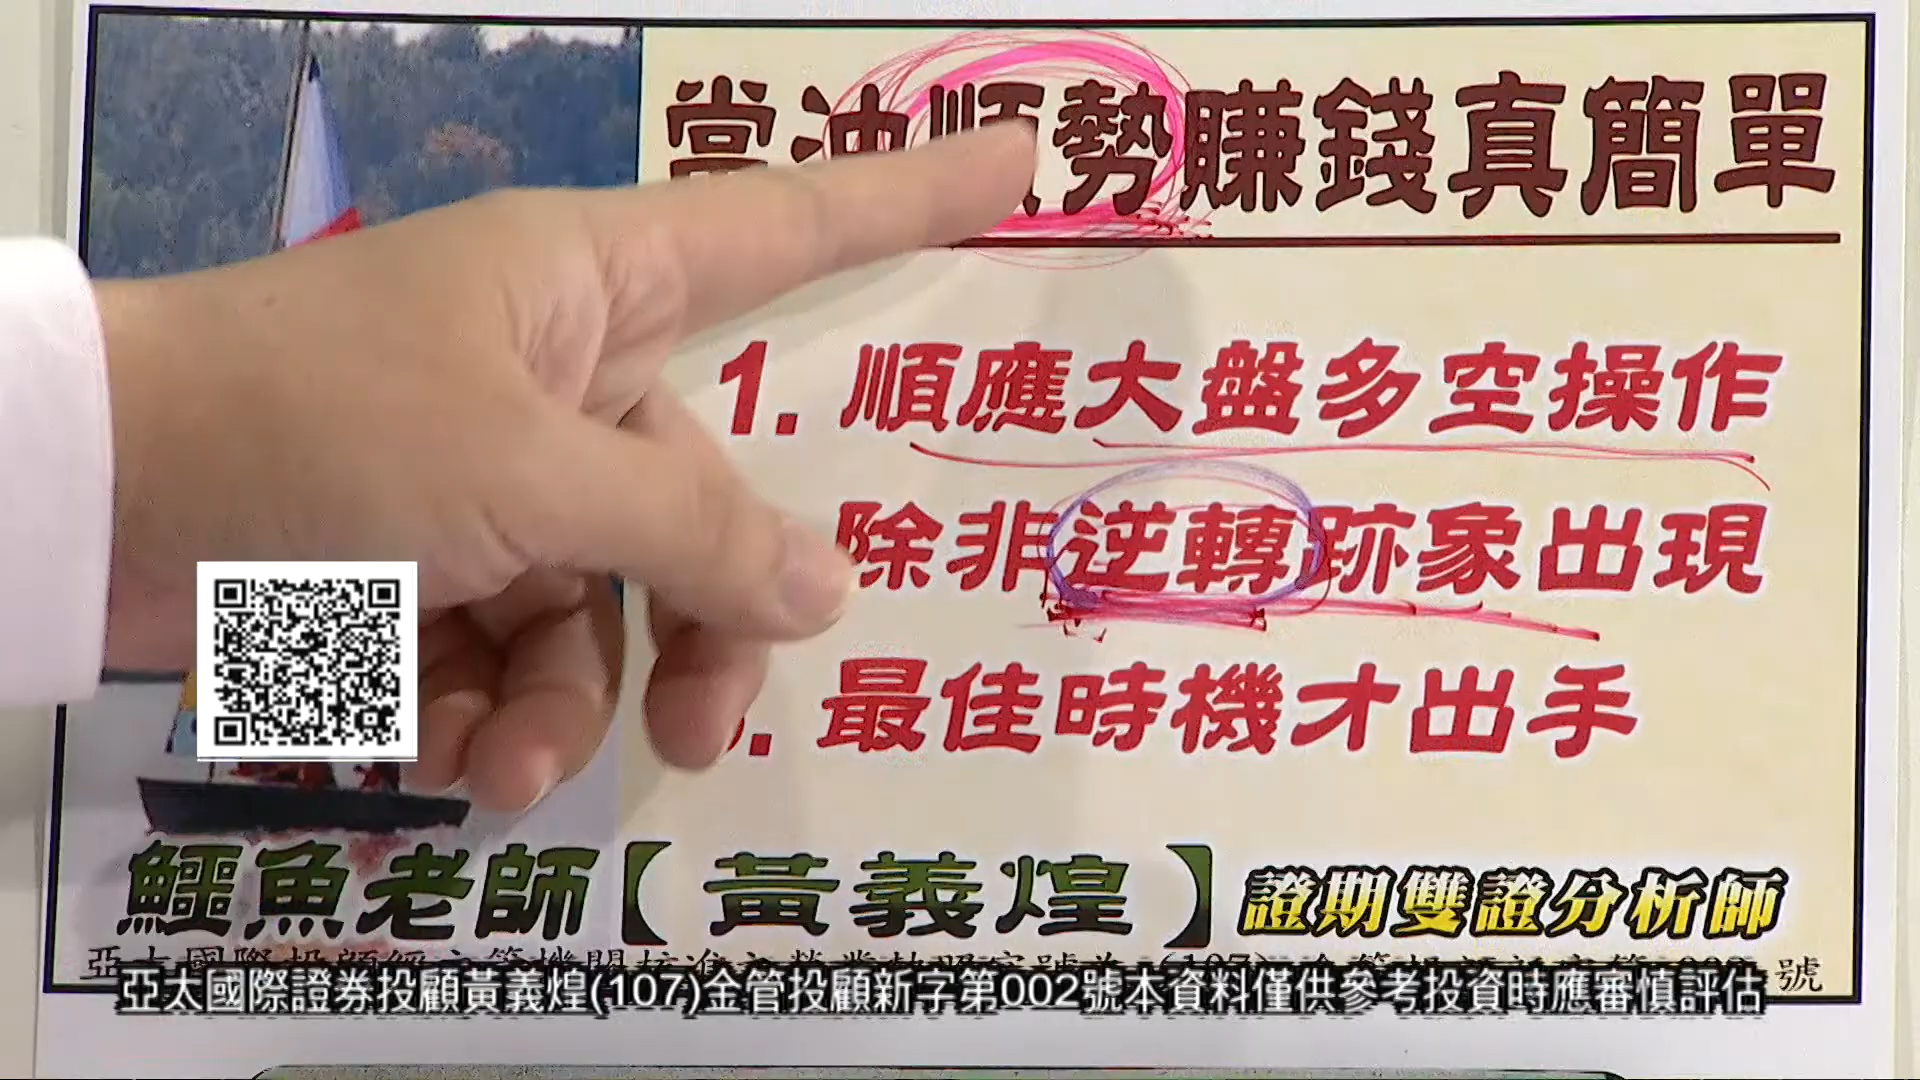 當沖順勢賺錢真簡單
1. 順應大盤多空操作
除非逆轉跡象出現
. 最佳時機才出手
鱷魚老師【黃義煌】證期雙證分析師
號
亞太國際證券投顧黃義煌(107)金管投顧新字第002號本資料僅供參考投資時應審慎評估